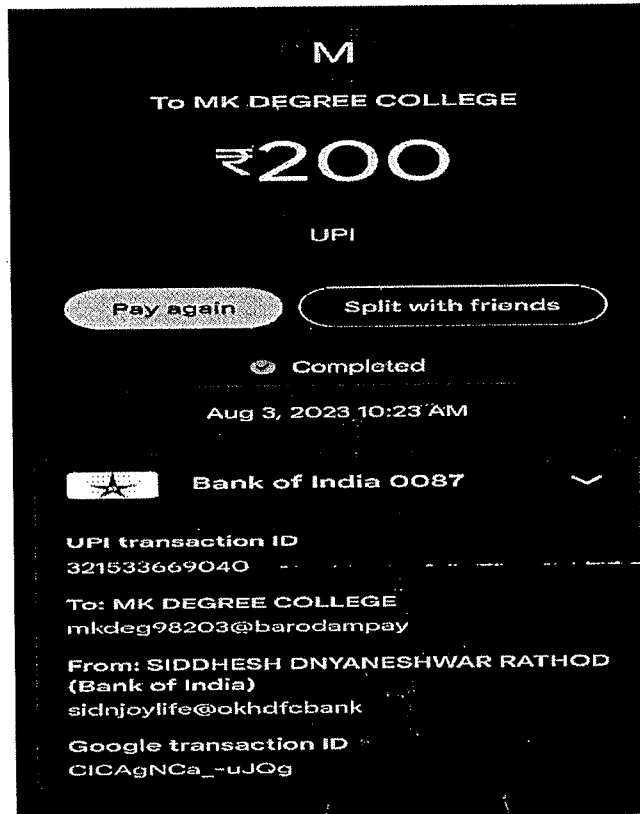 M
To MK DEGREE COLLEGE
₹200
UPI
Pay again
Split with friends
Completed
Aug 3, 2023 10:23 AM
Bank of India 0087
UPI transaction ID
321533669040
To: MK DEGREE COLLEGE
mkdeg98203@barodampay
From: SIDDHESH DNYANESHWAR RATHOD
(Bank of India)
sidnjoylife@okhdfcbank
Google transaction ID
CICAgNCa_-uJQg